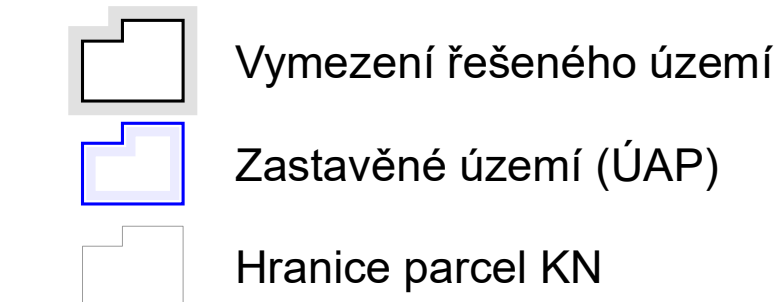 Vymezení řešeného území
Zastavěné území (ÚAP)
Hranice parcel KN